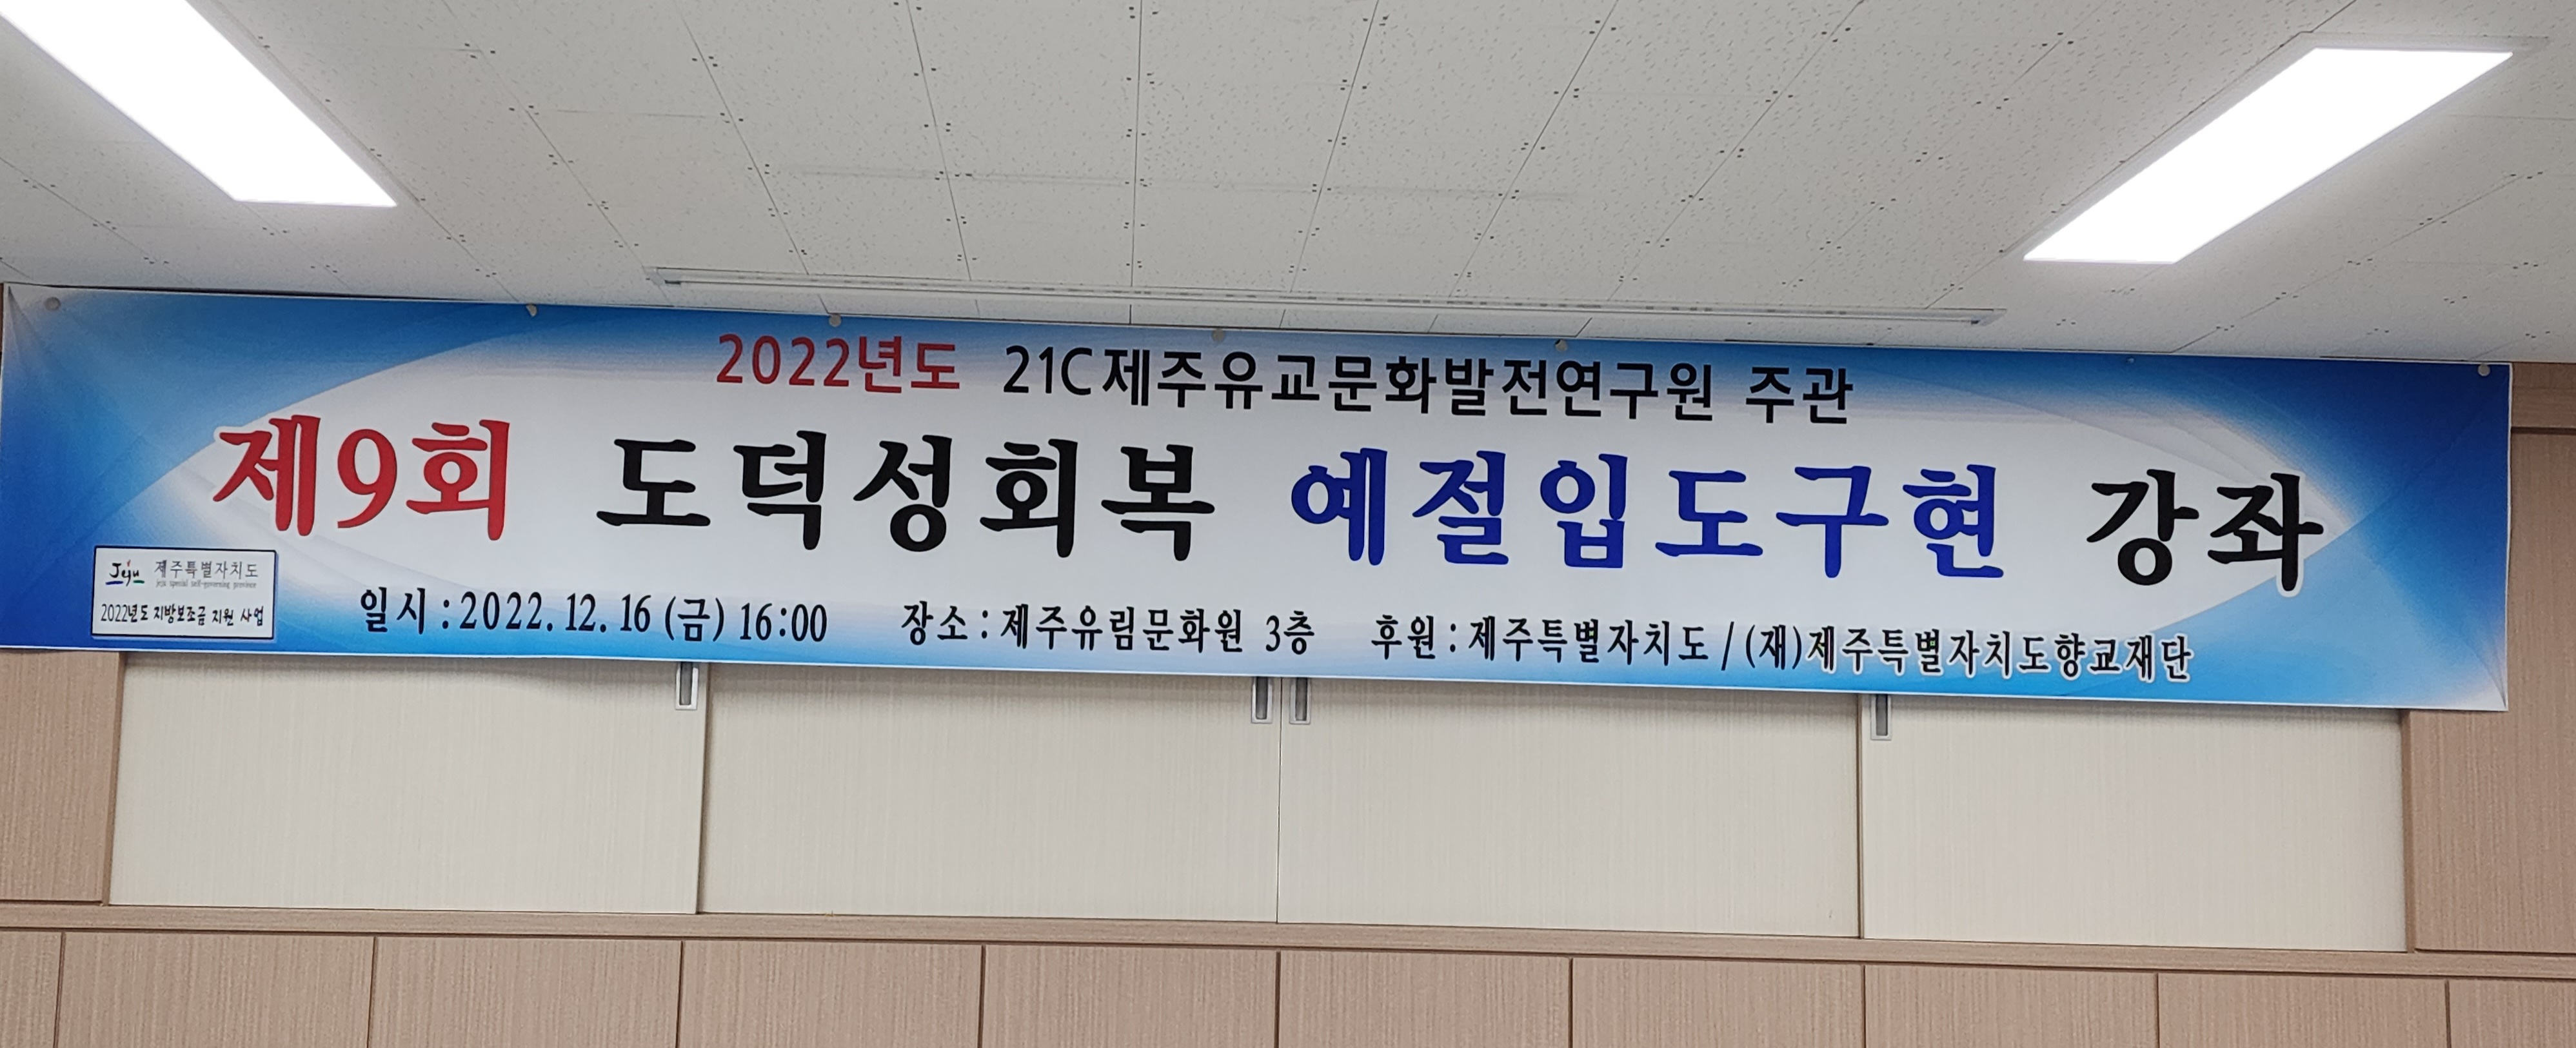 2022년도 21C제주유교문화발전연구원 주관
제9회 도덕성회복 예절입도구현 강좌
Jeju 제주특별자치도
jeju special self-governing province
2022년도 지방보조금 지원 사업
일시 : 2022. 12. 16 (금) 16:00 장소 : 제주유림문화원 3층 후원 : 제주특별자치도 / (재)제주특별자치도향교재단